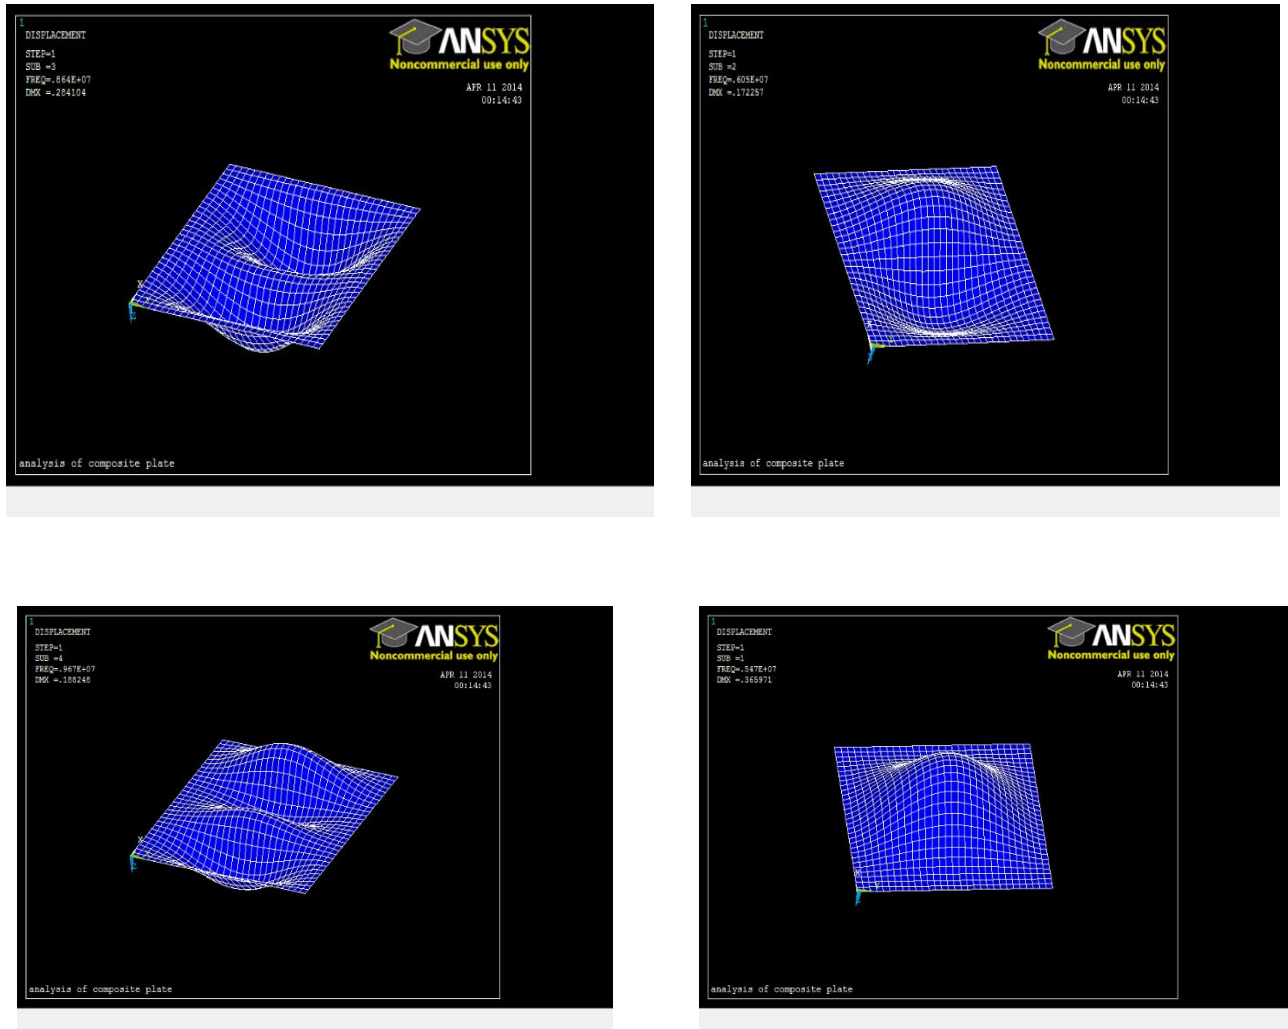 1
DISPLACEMENT
STEP=1
SUB =3
FREQ=.864E+07
DMX =.284104
ANSYS
Noncommercial use only
APR 11 2014
00:14:43
X
analysis of composite plate
1
DISPLACEMENT
STEP=1
SUB =2
FREQ=.605E+07
DMX =.172257
ANSYS
Noncommercial use only
APR 11 2014
00:14:43
analysis of composite plate
1
DISPLACEMENT
STEP=1
SUB =4
FREQ=.967E+07
DMX =.188248
ANSYS
Noncommercial use only
APR 11 2014
00:14:43
X
analysis of composite plate
1
DISPLACEMENT
STEP=1
SUB =1
FREQ=.547E+07
DMX =.365971
ANSYS
Noncommercial use only
APR 11 2014
00:14:43
analysis of composite plate